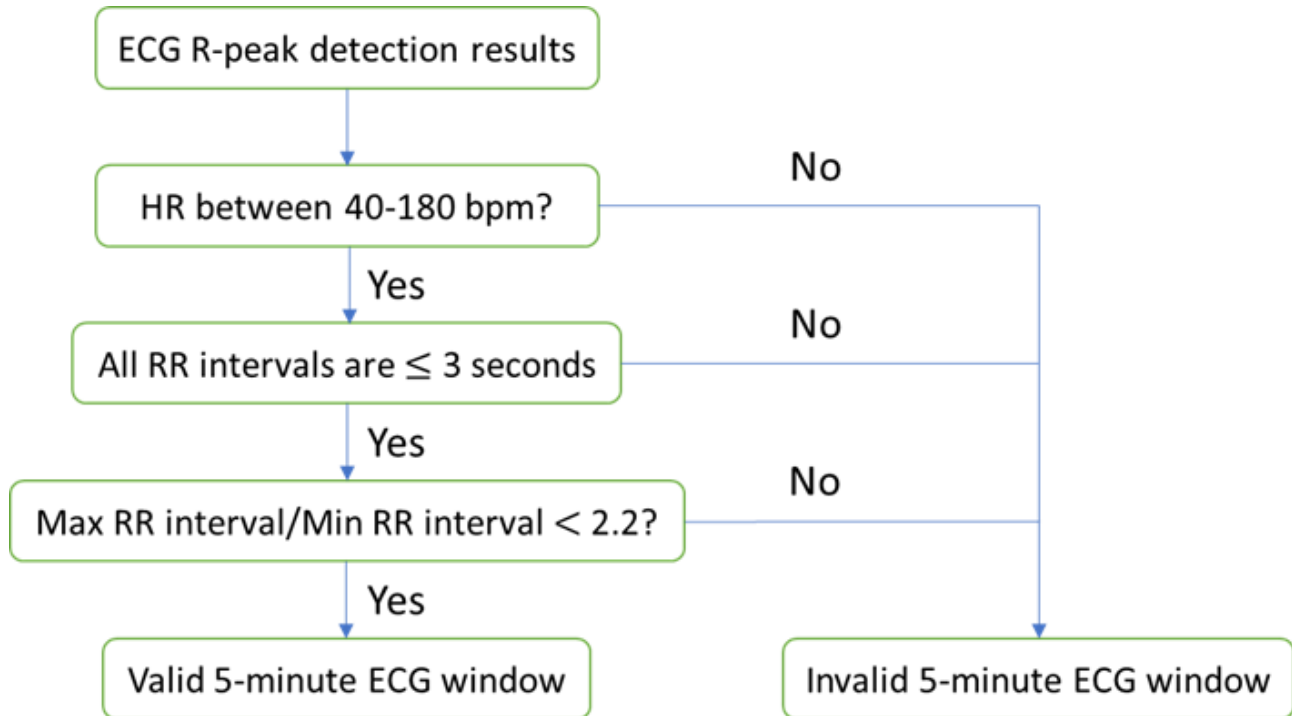 ECG R-peak detection results
No
HR between 40-180 bpm?
Yes
No
All RR intervals are ≤ 3 seconds
Yes
No
Max RR interval/Min RR interval < 2.2?
Yes
Valid 5-minute ECG window
Invalid 5-minute ECG window